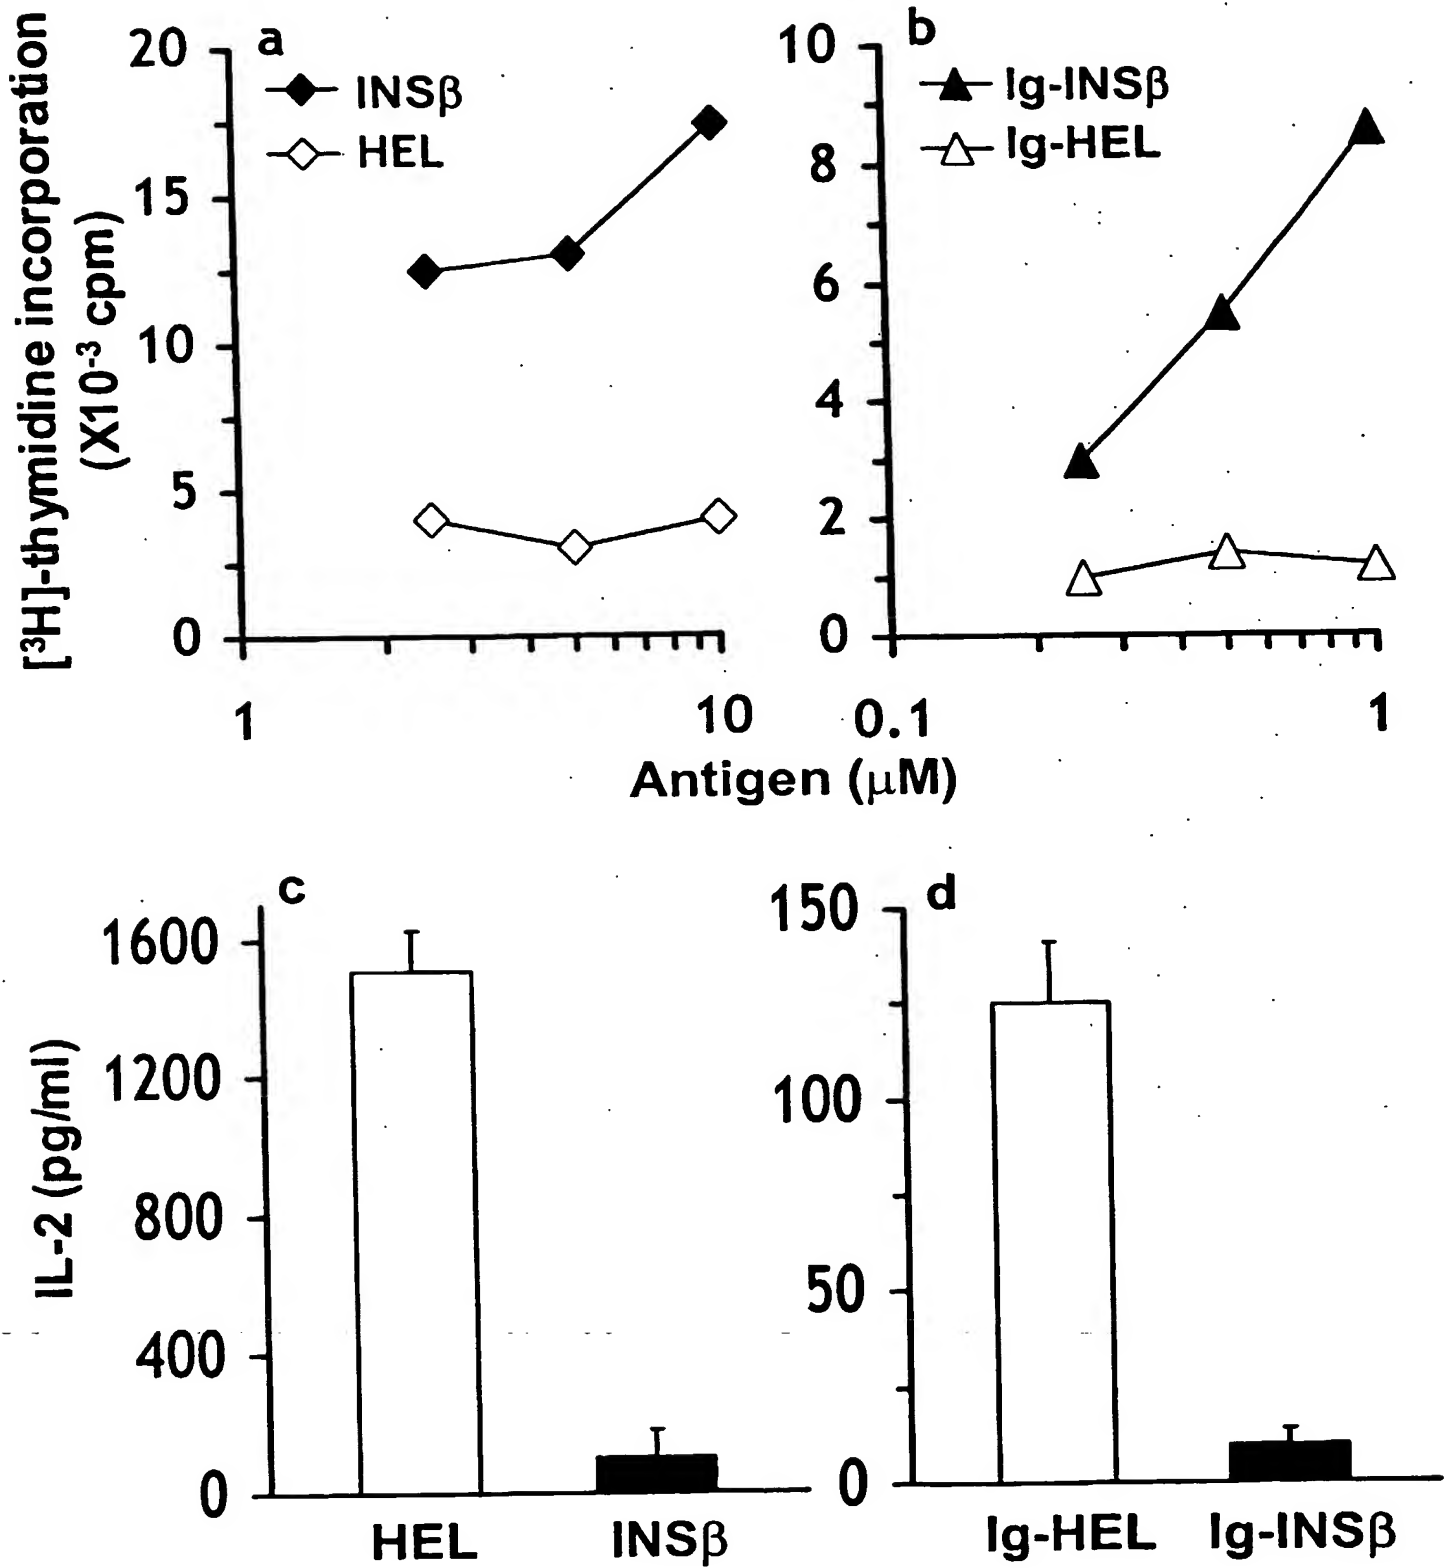 [³H]-thymidine incorporation
(X10⁻³ cpm)
a
20
15
10
5
0
INSβ
HEL
1
10
b
10
8
6
4
2
0
Ig-INSβ
Ig-HEL
0.1
1
Antigen (μM)
IL-2 (pg/ml)
c
1600
1200
800
400
0
HEL
INSβ
d
150
100
50
0
Ig-HEL
Ig-INSβ